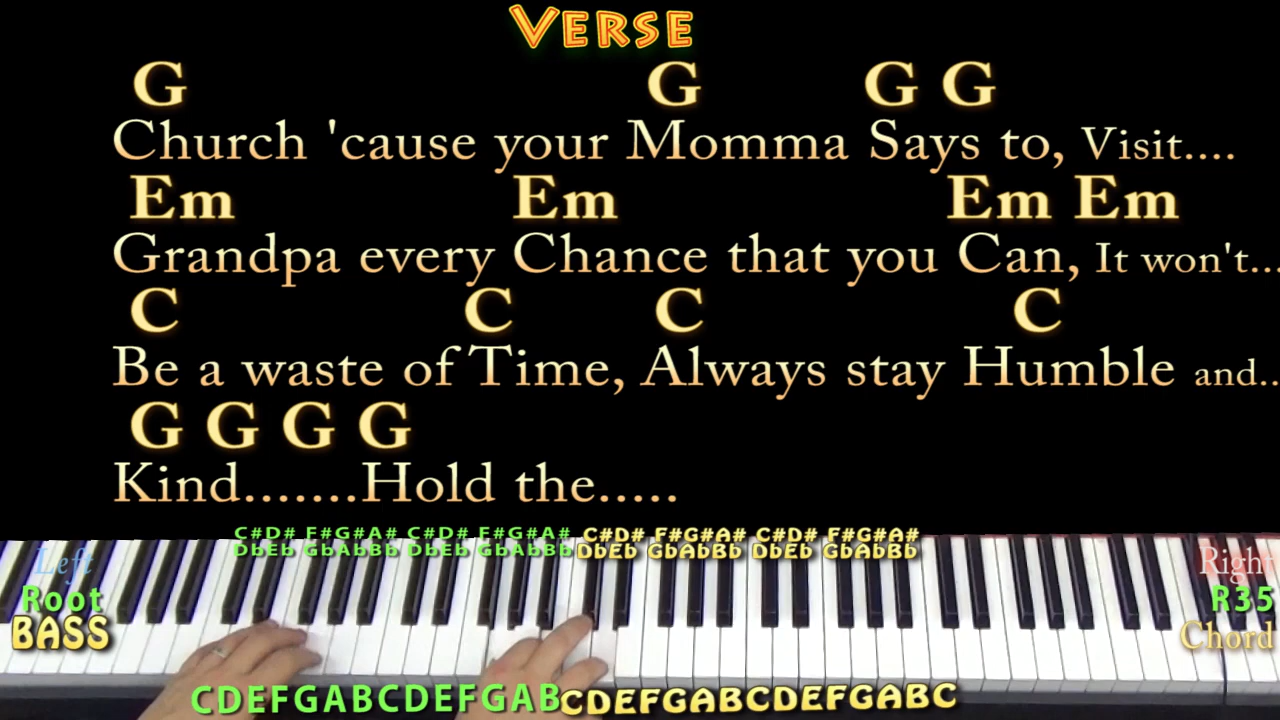 VERSE
G G G G
Church 'cause your Momma Says to, Visit....
Em Em Em Em
Grandpa every Chance that you Can, It won't...
C C C C
Be a waste of Time, Always stay Humble and..
G G G G
Kind.......Hold the.....
C#D# F#G#A# C#D# F#G#A# C#D# F#G#A# C#D# F#G#A#
DbEb GbAbBb DbEb GbAbBb DbEb GbAbBb DbEb GbAbBb
Left
Root
BASS
Right
R35
Chord
CDEFGABCDEFGABCDEFGABCDEFGABC